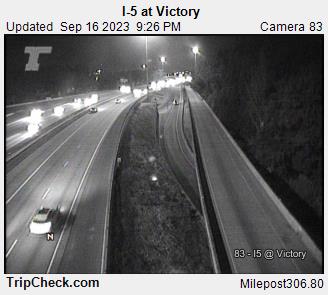 I-5 at Victory
Updated Sep 16 2023 9:26 PM Camera 83
T
N
83 - I5 @ Victory
TripCheck.com Milepost306.80